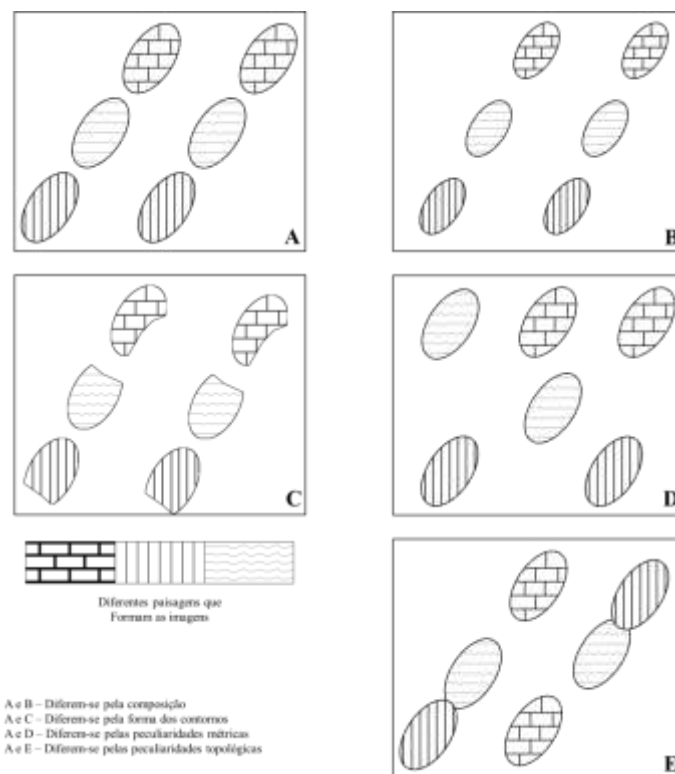 A
B
C
D
Diferentes paisagens que
Formam as imagens
A e B – Diferem-se pela composição
A e C – Diferem-se pela forma dos contornos
A e D – Diferem-se pelas peculiaridades métricas
A e E – Diferem-se pelas peculiaridades topológicas
E